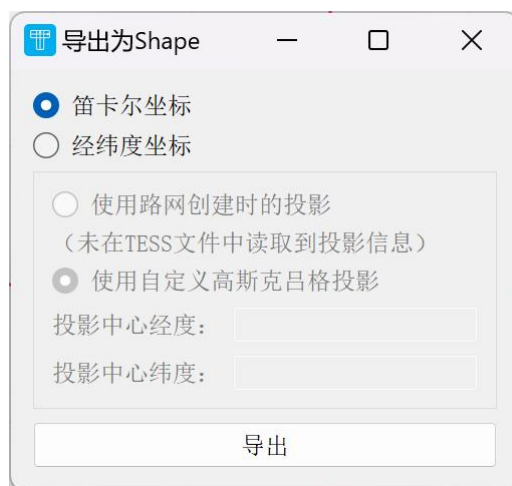 导出为Shape
笛卡尔坐标
经纬度坐标
使用路网创建时的投影
（未在TESS文件中读取到投影信息）
使用自定义高斯克吕格投影
投影中心经度：
投影中心纬度：
导出